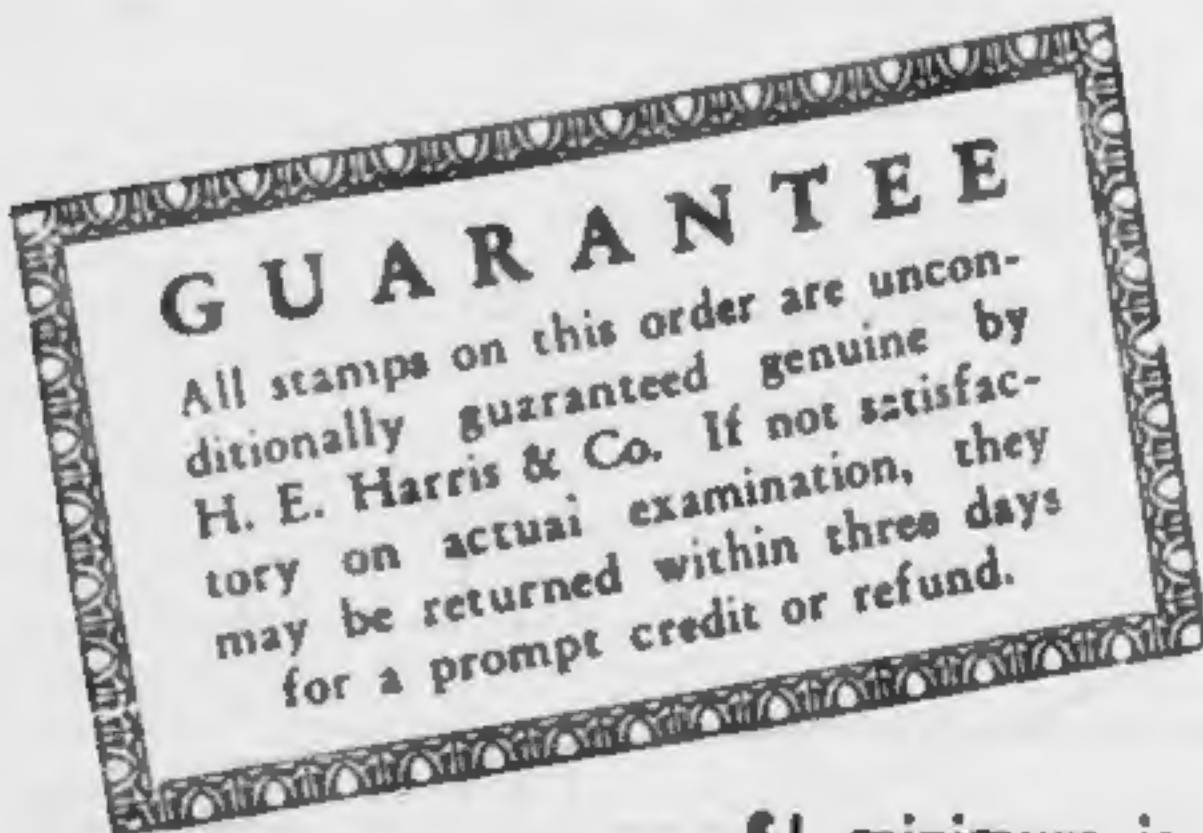 GUARANTEE
All stamps on this order are uncon-
ditionally guaranteed genuine by
H. E. Harris & Co. If not satisfac-
tory on actual examination, they
may be returned within three days
for a prompt credit or refund.